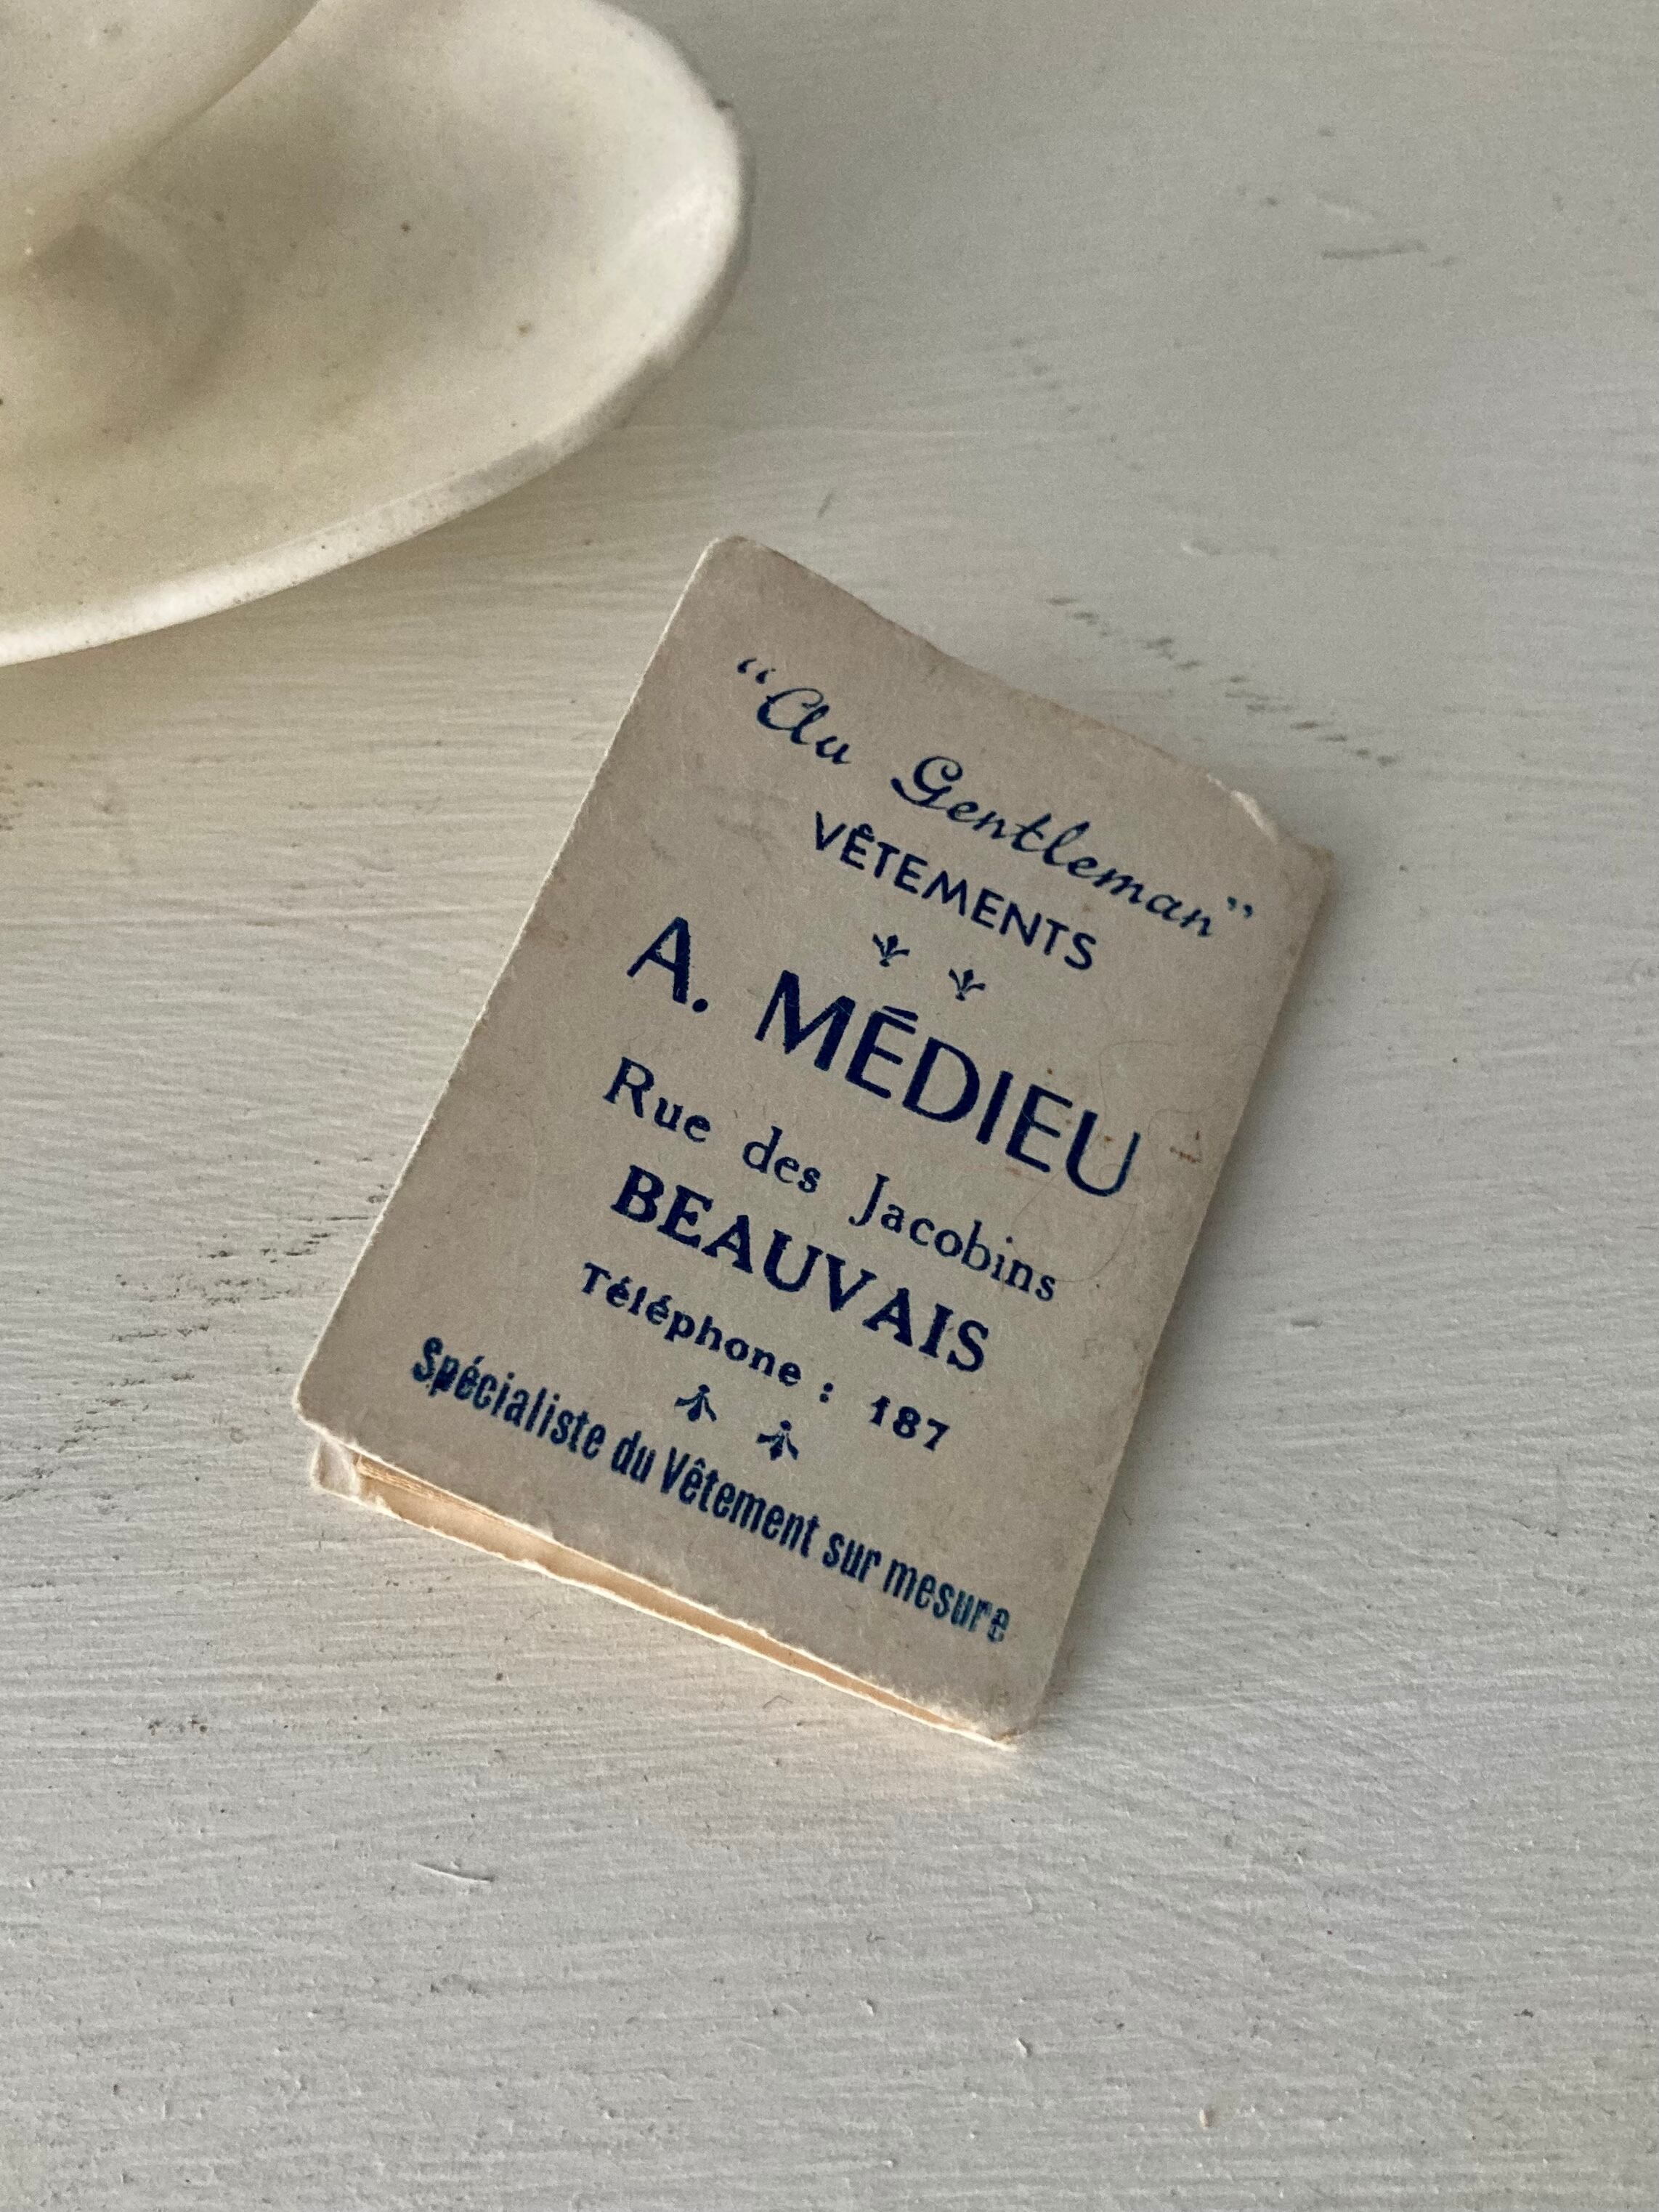 “Au Gentleman”
VÊTEMENTS
A. MÉDIEU
Rue des Jacobins
BEAUVAIS
Téléphone : 187
Spécialiste du Vêtement sur mesure